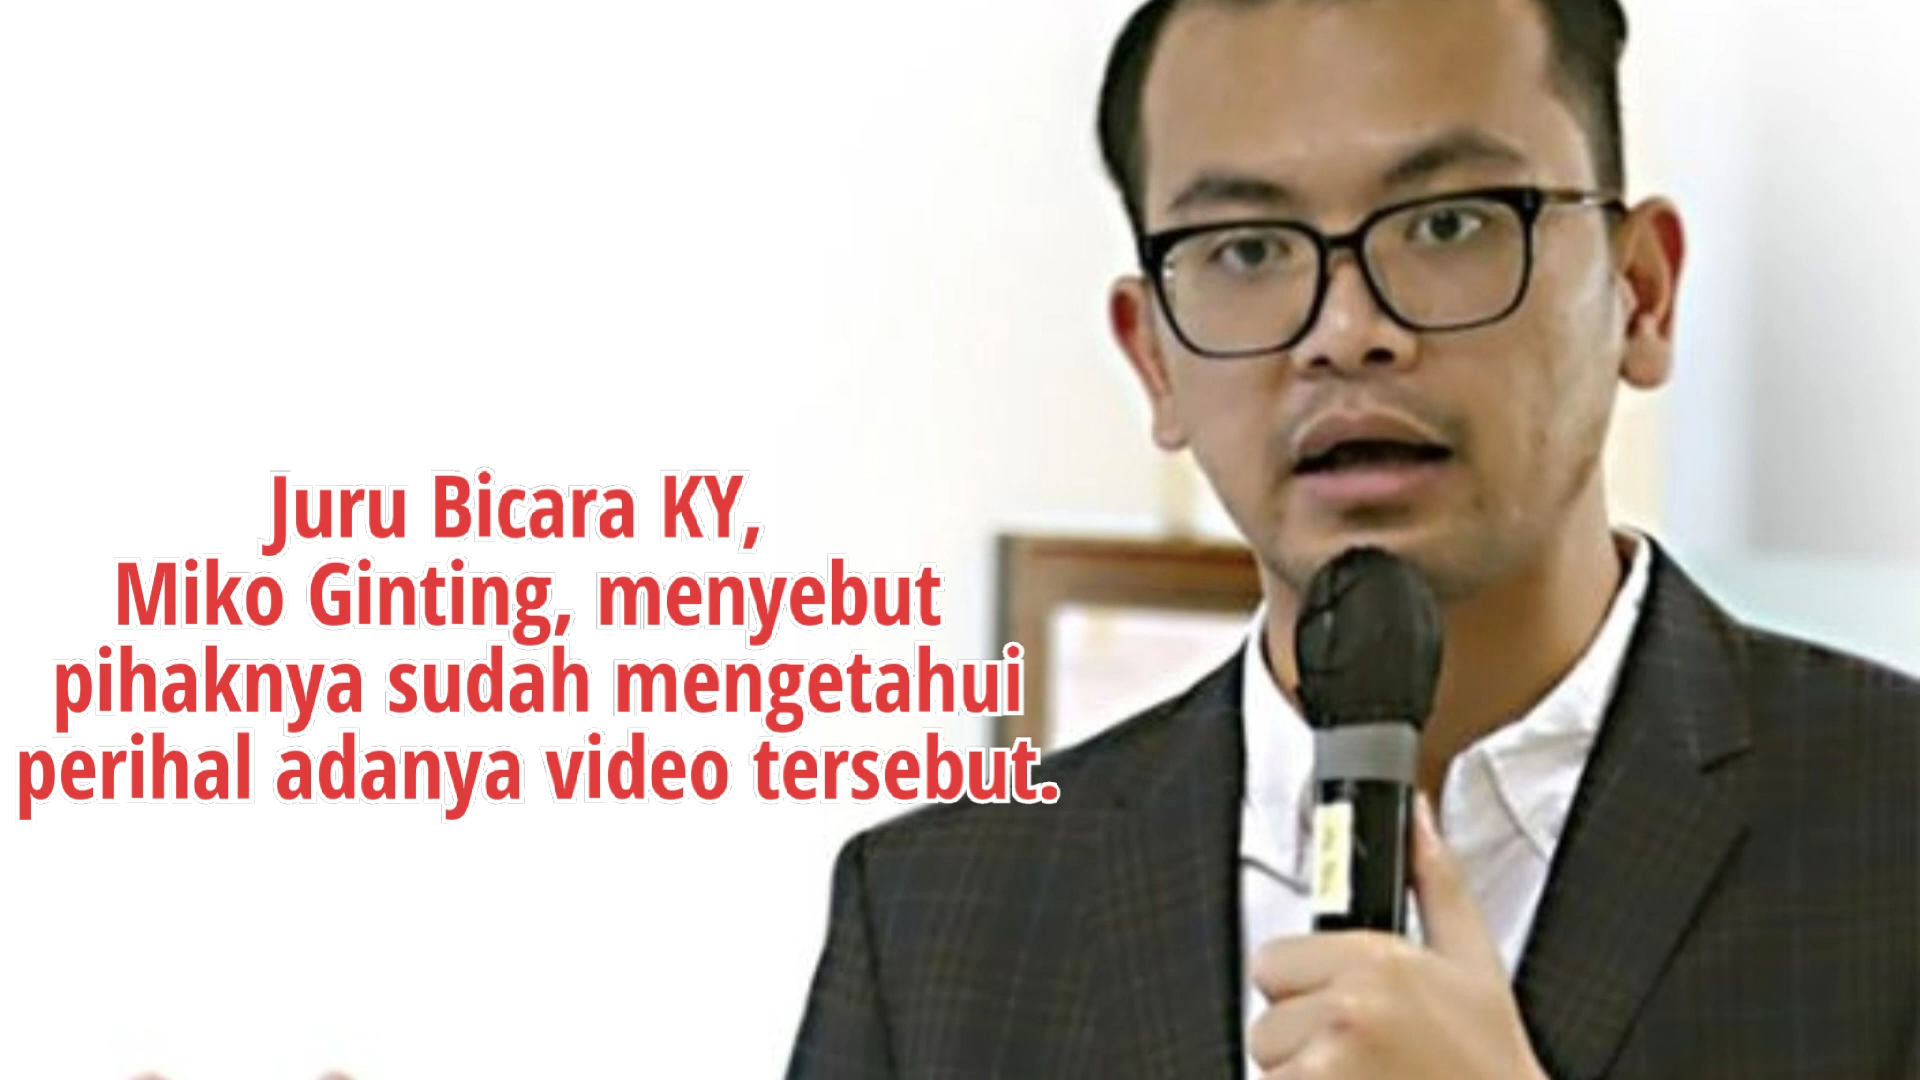 Juru Bicara KY,
Miko Ginting, menyebut
pihaknya sudah mengetahui
perihal adanya video tersebut.